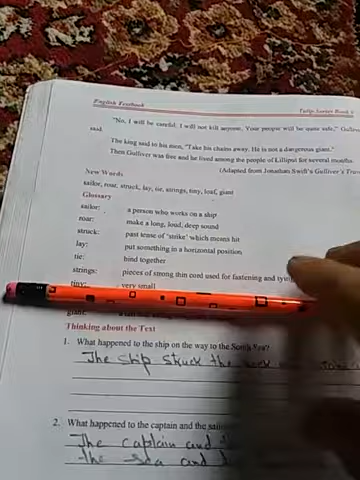 English Textbook Tulip Series Book 6
"No, I will be careful. I will not kill anyone. Your people will be quite safe," Gulliver
said.
The king said to his men, "Take his chains away. He is not a dangerous giant."
Then Gulliver was free and he lived among the people of Lilliput for several months.
(Adapted from Jonathan Swift's Gulliver's Trav
New Words
sailor, roar, struck, lay, tie, strings, tiny, loaf, giant
Glossary
sailor: a person who works on a ship
roar: make a long, loud, deep sound
struck: past tense of 'strike' which means hit
lay: put something in a horizontal position
tie: bind together
strings: pieces of strong thin cord used for fastening and tying
tiny: very small
giant:
Thinking about the Text
1. What happened to the ship on the way to the South Sea?
The ship struck the rock
2. What happened to the captain and the
The captain and
the sea and